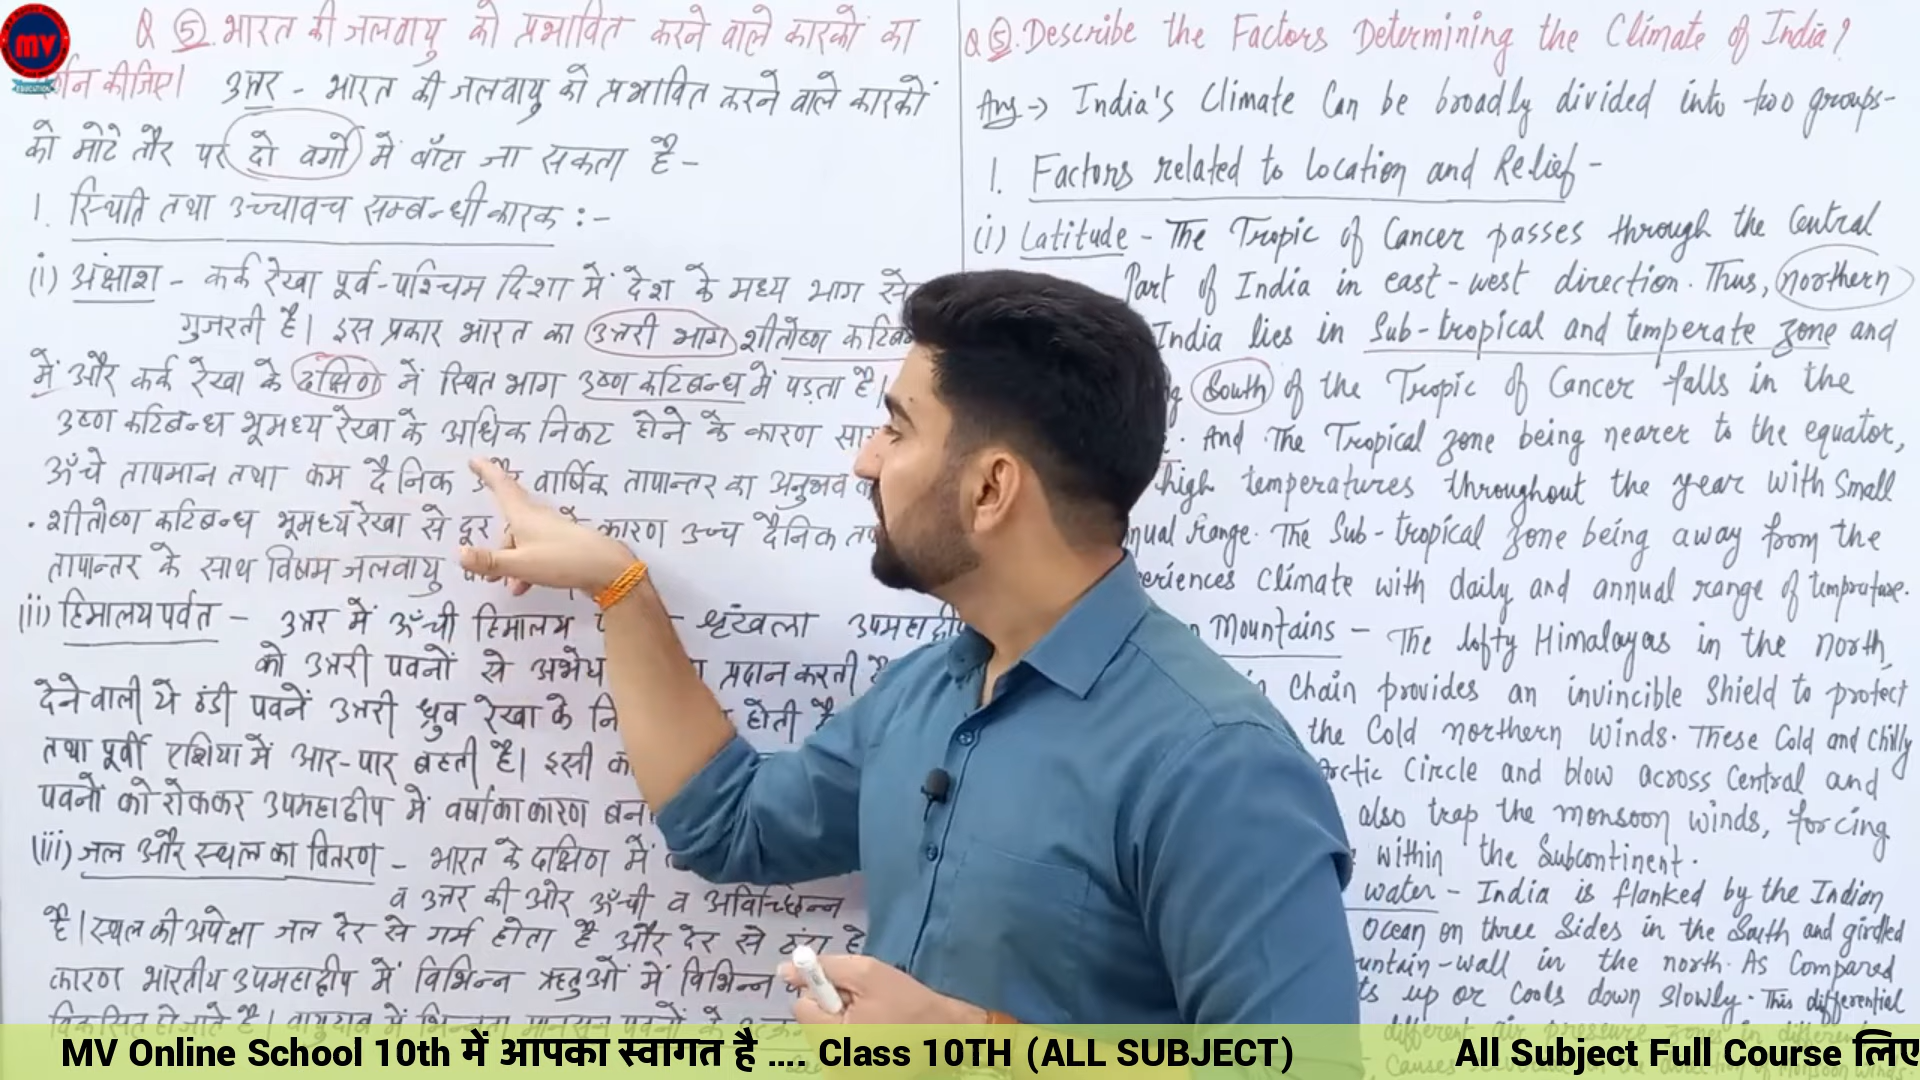 mv
EDUCATION
Q ⑤. भारत की जलवायु को प्रभावित करने वाले कारकों का
र्णन कीजिए। उत्तर - भारत की जलवायु को प्रभावित करने वाले कारकों
को मोटे तौर पर दो वर्गो में बाँटा जा सकता है -
1. स्थिति तथा उच्चावच सम्बन्धी कारक :-
(i) अंक्षाश - कर्क रेखा पूर्व-पश्चिम दिशा में देश के मध्य भाग से
गुजरती है। इस प्रकार भारत का उत्तरी भाग शीतोष्ण
में और कर्क रेखा के दक्षिण में स्थित भाग उष्ण कटिबन्ध में पड़ता है।
उष्ण कटिबन्ध भूमध्य रेखा के अधिक निकट होने के कारण
ऊँचे तापमान तथा कम दैनिक वार्षिक तापान्तर का अनुभव
. शीतोष्ण कटिबन्ध भूमध्य रेखा से दूर कारण उच्च दैनिक
तापान्तर के साथ विषम जलवायु
(ii) हिमालय पर्वत - उत्तर में ऊँची हिमालय श्रृंखला
को उत्तरी पवनों से अभेय प्रदान करती
देने वाली ये ठंडी पवनें उत्तरी ध्रुव रेखा के होती
तथा पूर्वी एशिया में आर-पार बहती है। इसी
पवनों को रोककर उपमहाद्वीप में वर्षा का कारण
(iii) जल और स्थल का वितरण - भारत के दक्षिण में
व उत्तर की ओर ऊँची व अविच्छिन्न
है। स्थल की अपेक्षा जल देर से गर्म होता है और देर से ठंडा
कारण भारतीय उपमहाद्वीप में विभिन्न ऋतुओं में विभिन्न
Q ⑤. Describe the Factors Determining the Climate of India?
Ans → India's Climate Can be broadly divided into two groups-
1. Factors related to Location and Relief -
(i) Latitude - The Tropic of Cancer passes through the Central
Part of India in east-west direction. Thus, northern
India lies in Sub-tropical and temperate zone and
South of the Tropic of Cancer falls in the
. And The Tropical zone being nearer to the equator,
high temperatures throughout the year with Small
range. The Sub-tropical zone being away from the
Climate with daily and annual range of temprature.
Mountains - The lofty Himalayas in the north
Chain provides an invincible Shield to protect
the Cold northern winds. These Cold and Chilly
Arctic Circle and blow across Central and
also trap the monsoon winds, forcing
within the Subcontinent.
water - India is flanked by the Indian
Ocean on three Sides in the South and girdled
wall in the north. As Compared
up or Cools down Slowly. This differential
different air pressure zones in
MV Online School 10th में आपका स्वागत है .... Class 10TH (ALL SUBJECT) All Subject Full Course